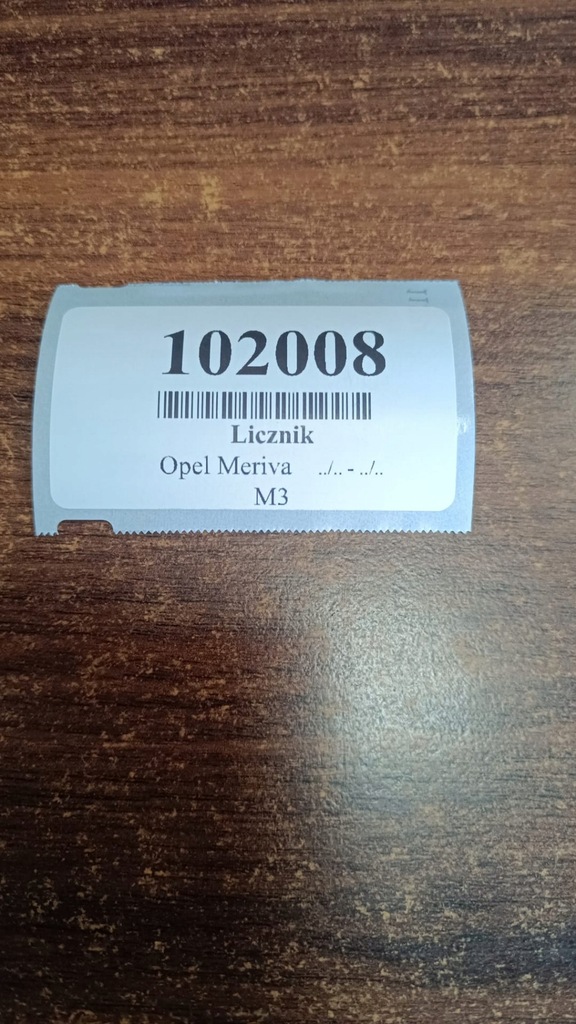 102008
Licznik
Opel Meriva ../.. - ../..
M3